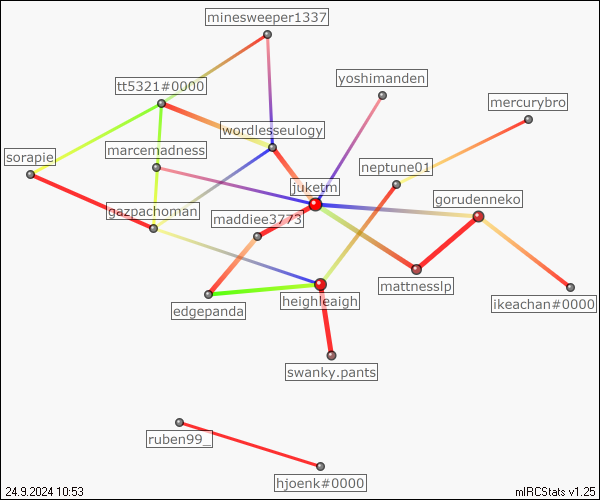 minesweeper1337
yoshimanden
tt5321#0000
mercurybro
wordlesseulogy
marcemadness
sorapie
neptune01
juketm
gorudenneko
gazpachoman
maddiee3773
mattnesslp
heighleaigh
ikeachan#0000
edgepanda
swanky.pants
ruben99_
hjoenk#0000
24.9.2024 10:53
mIRCStats v1.25